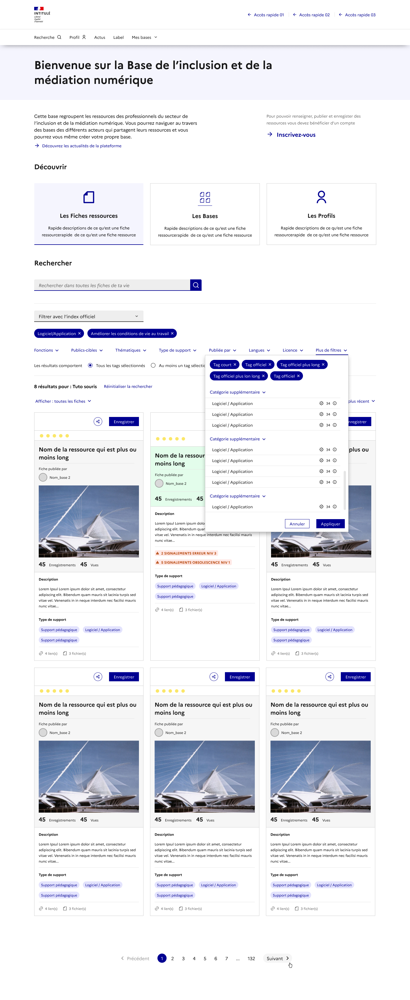 INTITULÉ
Liberté
Égalité
Fraternité
Accès rapide 01
Accès rapide 02
Accès rapide 03
Recherche
Profil
Actus
Label
Mes bases
Bienvenue sur la Base de l’inclusion et de la
médiation numérique
Cette base regroupent les ressources des professionnels du secteur de
l’inclusion et de la médiation numérique. Vous pourrez naviguer au travers
des bases des différents acteurs qui partagent leurs ressources et vous
pourrez vous même créer votre propre base.
Découvrez les actualités de la plateforme
Pour pouvoir renseigner, publier et enregister des
ressources vous devez bénéficier d’un compte
Inscrivez-vous
Découvrir
Les Fiches ressources
Rapide descriptions de ce qu’est une fiche
ressourcerapide  de ce qu’est une fiche ressource
Les Bases
Rapide descriptions de ce qu’est une fiche
ressourcerapide  de ce qu’est une fiche ressource
Les Profils
Rapide descriptions de ce qu’est une fiche
ressourcerapide  de ce qu’est une fiche ressource
Rechercher
Rechercher dans toutes les fiches de ta vie
Filtrer avec l’index officiel
Logiciel/Application ×
Améliorer les conditions de vie au travail ×
Fonctions
Publics-cibles
Thématiques
Type de support
Publiée par
Langues
Licence
Plus de filtres
Les résultats comportent
Tous les tags sélectionnés
Au moins un tag sélectio
Tag court ×
Tag officiel ×
Tag officiel plus long ×
Tag officiel plus lon long ×
Tag officiel ×
Catégorie supplémentaire
Logiciel / Application 34
Logiciel / Application 34
Logiciel / Application 34
Catégorie supplémentaire
Logiciel / Application 34
Logiciel / Application 34
Logiciel / Application 34
Logiciel / Application 34
Catégorie supplémentaire
Logiciel / Application 34
Annuler
Appliquer
8 résultats pour : Tuto souris
Réinitialiser la rechercher
Afficher : toutes les fiches
plus récent
Enregistrer
Nom de la ressource qui est plus ou
moins long
Fiche publiée par
Nom_base 2
45 Enregistrements 45 Vues
Description
Lorem Ipsul Lorem ipsum dolor sit amet, consectetur
adipiscing elit. Bibendum quam mauris sit lacinia turpis sed
vitae vel. Venenatis in in neque interdum nec facilisi mauris
nunc vitae...
Type de support
Support pédagogique
Logiciel / Application
Support pédagogique
4 lien(s)
3 fichier(s)
Nom de la ressour
moins long
Fiche publiée par
Nom_base 2
45 Enregistrements 45
Description
Lorem Ipsul Lorem ipsum dolo
adipiscing elit. Bibendum quam
vitae vel. Venenatis in in neque interdum nec facilisi mauris
nunc vitae...
2 SIGNALEMENTS ERREUR NIV 3
5 SIGNALEMENTS OBSOLESCENCE NIV 1
Type de support
Support pédagogique
Logiciel / Application
Support pédagogique
4 lien(s)
3 fichier(s)
nregistrer
plus ou
45 Enregistrements 45 Vues
Description
Lorem Ipsul Lorem ipsum dolor sit amet, consectetur
adipiscing elit. Bibendum quam mauris sit lacinia turpis sed
vitae vel. Venenatis in in neque interdum nec facilisi mauris
nunc vitae...
Type de support
Support pédagogique
Logiciel / Application
Support pédagogique
4 lien(s)
3 fichier(s)
Enregistrer
Nom de la ressource qui est plus ou
moins long
Fiche publiée par
Nom_base 2
45 Enregistrements 45 Vues
Description
Lorem Ipsul Lorem ipsum dolor sit amet, consectetur
adipiscing elit. Bibendum quam mauris sit lacinia turpis sed
vitae vel. Venenatis in in neque interdum nec facilisi mauris
nunc vitae...
Type de support
Support pédagogique
Logiciel / Application
Support pédagogique
4 lien(s)
3 fichier(s)
Enregistrer
Nom de la ressource qui est plus ou
moins long
Fiche publiée par
Nom_base 2
45 Enregistrements 45 Vues
Description
Lorem Ipsul Lorem ipsum dolor sit amet, consectetur
adipiscing elit. Bibendum quam mauris sit lacinia turpis sed
vitae vel. Venenatis in in neque interdum nec facilisi mauris
nunc vitae...
Type de support
Support pédagogique
Logiciel / Application
Support pédagogique
4 lien(s)
3 fichier(s)
Enregistrer
Nom de la ressource qui est plus ou
moins long
Fiche publiée par
Nom_base 2
45 Enregistrements 45 Vues
Description
Lorem Ipsul Lorem ipsum dolor sit amet, consectetur
adipiscing elit. Bibendum quam mauris sit lacinia turpis sed
vitae vel. Venenatis in in neque interdum nec facilisi mauris
nunc vitae...
Type de support
Support pédagogique
Logiciel / Application
Support pédagogique
4 lien(s)
3 fichier(s)
Précédent 1 2 3 4 5 6 7 ... 132 Suivant